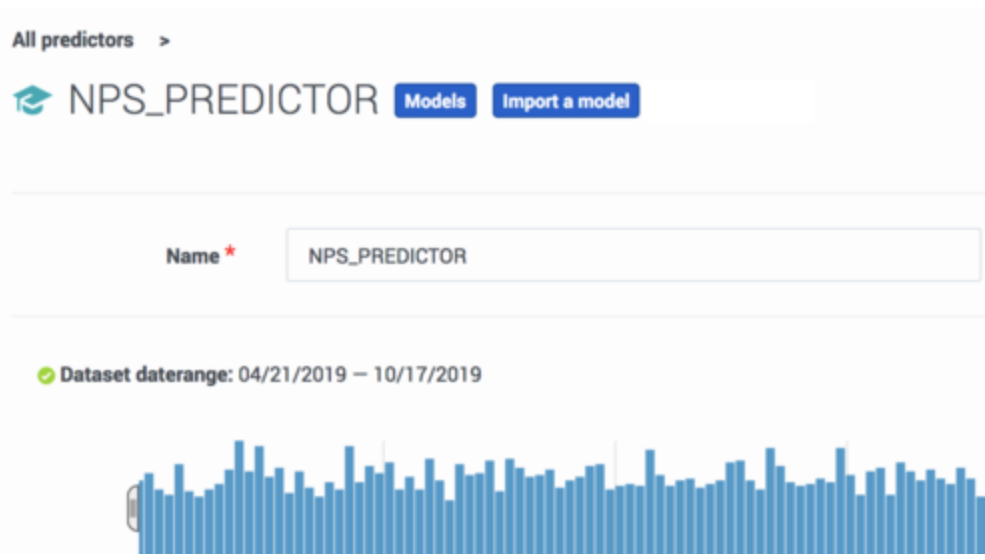 All predictors >
NPS_PREDICTOR Models Import a model
Name * NPS_PREDICTOR
Dataset daterange: 04/21/2019 — 10/17/2019